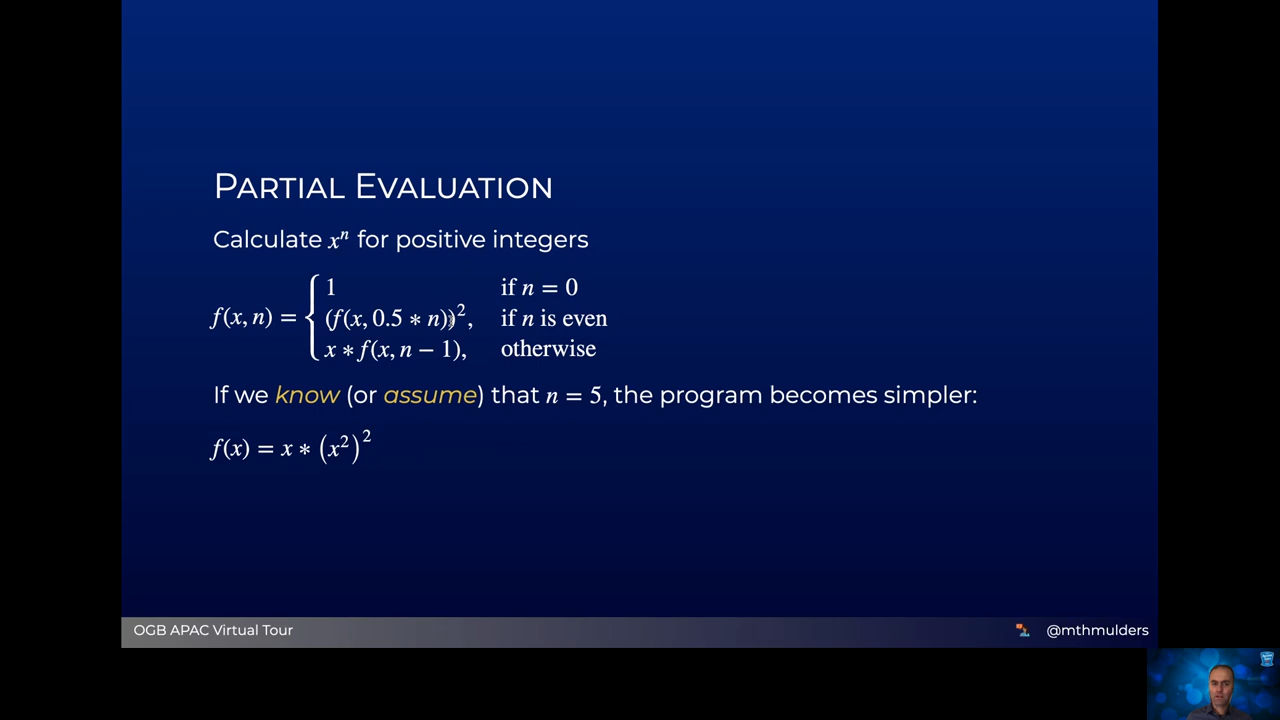 PARTIAL EVALUATION
Calculate xⁿ for positive integers
f(x, n) = { 1 if n = 0
(f(x, 0.5 * n))², if n is even
x * f(x, n − 1), otherwise
If we know (or assume) that n = 5, the program becomes simpler:
f(x) = x * (x²)²
OGB APAC Virtual Tour
@mthmulders